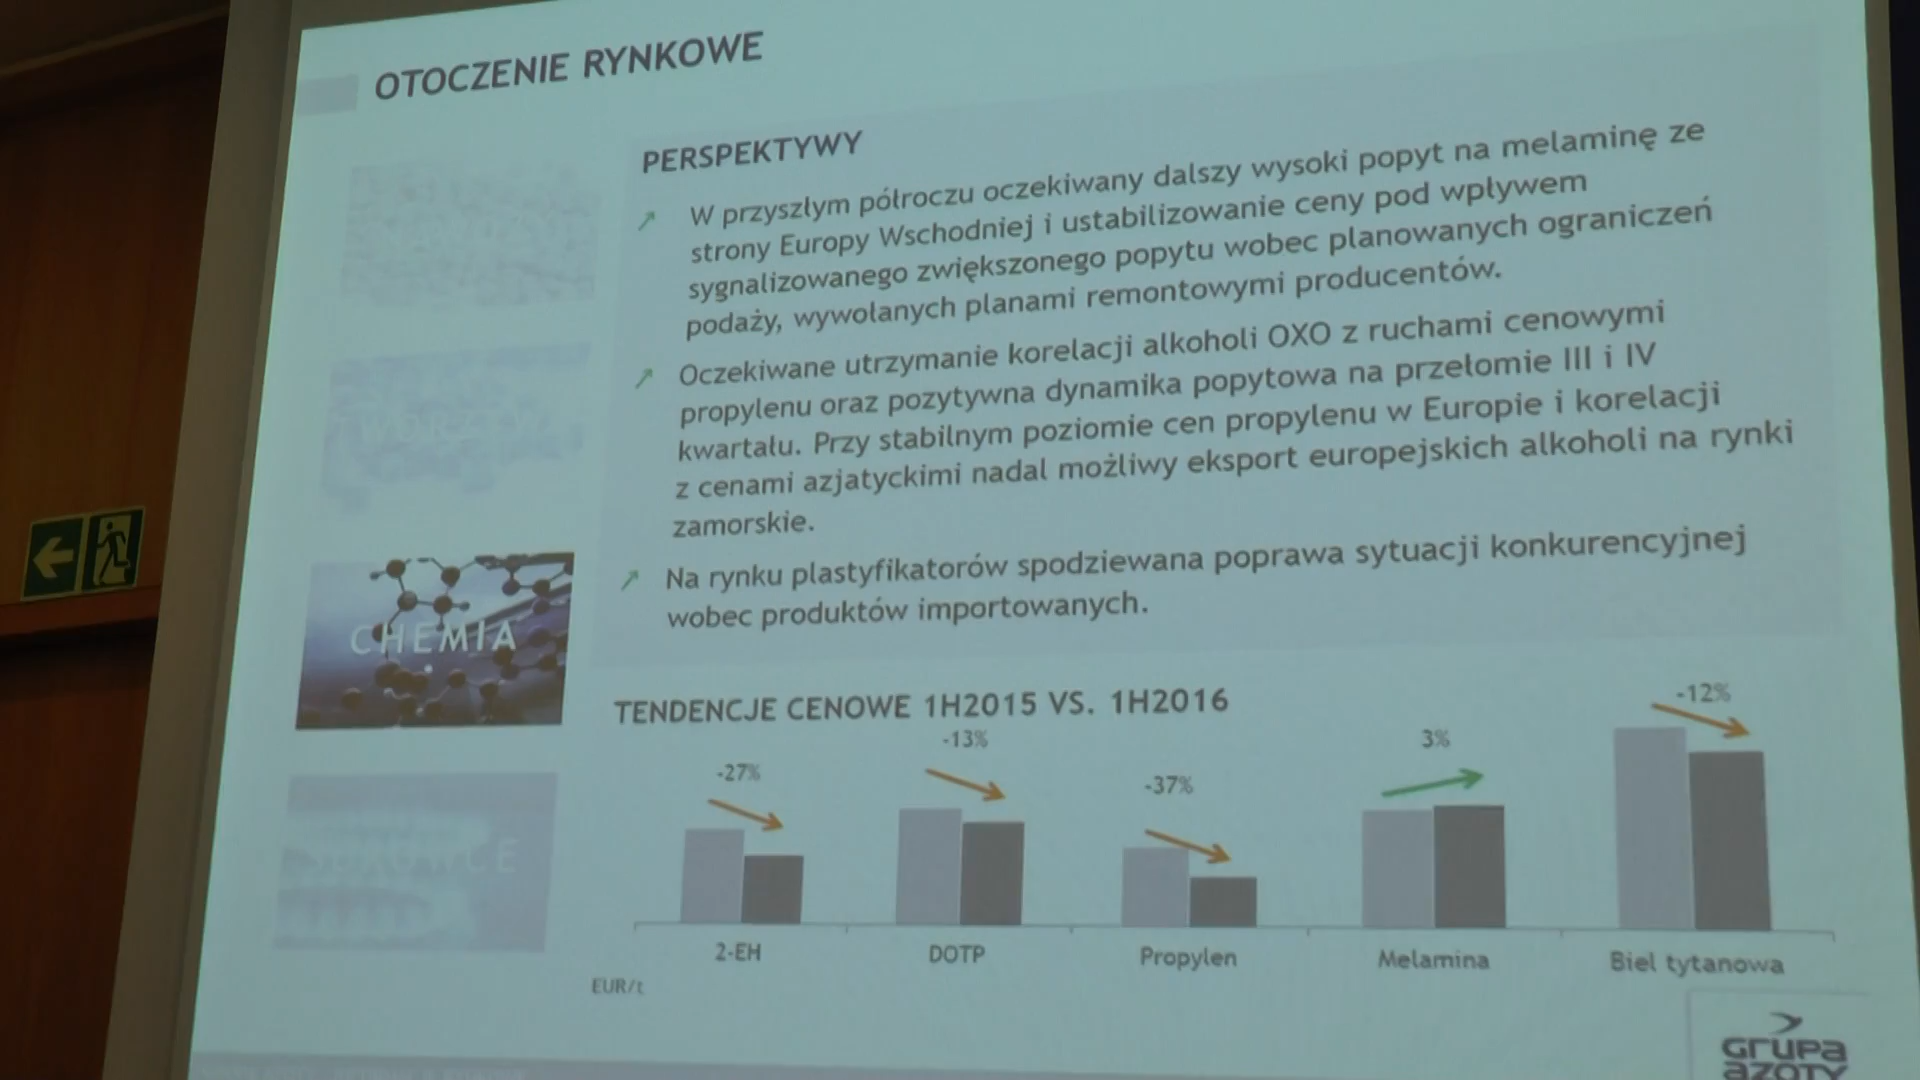 OTOCZENIE RYNKOWE
PERSPEKTYWY
W przyszłym półroczu oczekiwany dalszy wysoki popyt na melaminę ze
strony Europy Wschodniej i ustabilizowanie ceny pod wpływem
sygnalizowanego zwiększonego popytu wobec planowanych ograniczeń
podaży, wywołanych planami remontowymi producentów.
Oczekiwane utrzymanie korelacji alkoholi OXO z ruchami cenowymi
propylenu oraz pozytywna dynamika popytowa na przełomie III i IV
kwartału. Przy stabilnym poziomie cen propylenu w Europie i korelacji
z cenami azjatyckimi nadal możliwy eksport europejskich alkoholi na rynki
zamorskie.
Na rynku plastyfikatorów spodziewana poprawa sytuacji konkurencyjnej
wobec produktów importowanych.
CHEMIA
TENDENCJE CENOWE 1H2015 VS. 1H2016
-27%
-13%
-37%
3%
-12%
2-EH
DOTP
Propylen
Melamina
Biel tytanowa
EUR/t
GRUPA
AZOTY